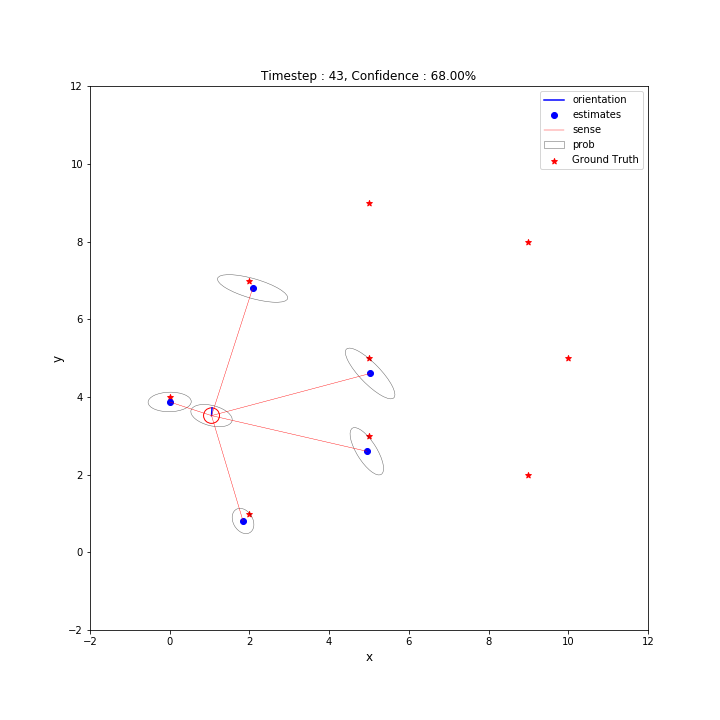 Timestep : 43, Confidence : 68.00%
orientation
estimates
sense
prob
Ground Truth
12
10
8
6
4
2
0
−2
y
−2 0 2 4 6 8 10 12
x